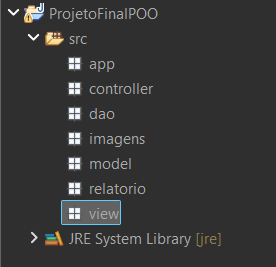 ProjetoFinalPOO
src
app
controller
dao
imagens
model
relatorio
view
JRE System Library [jre]